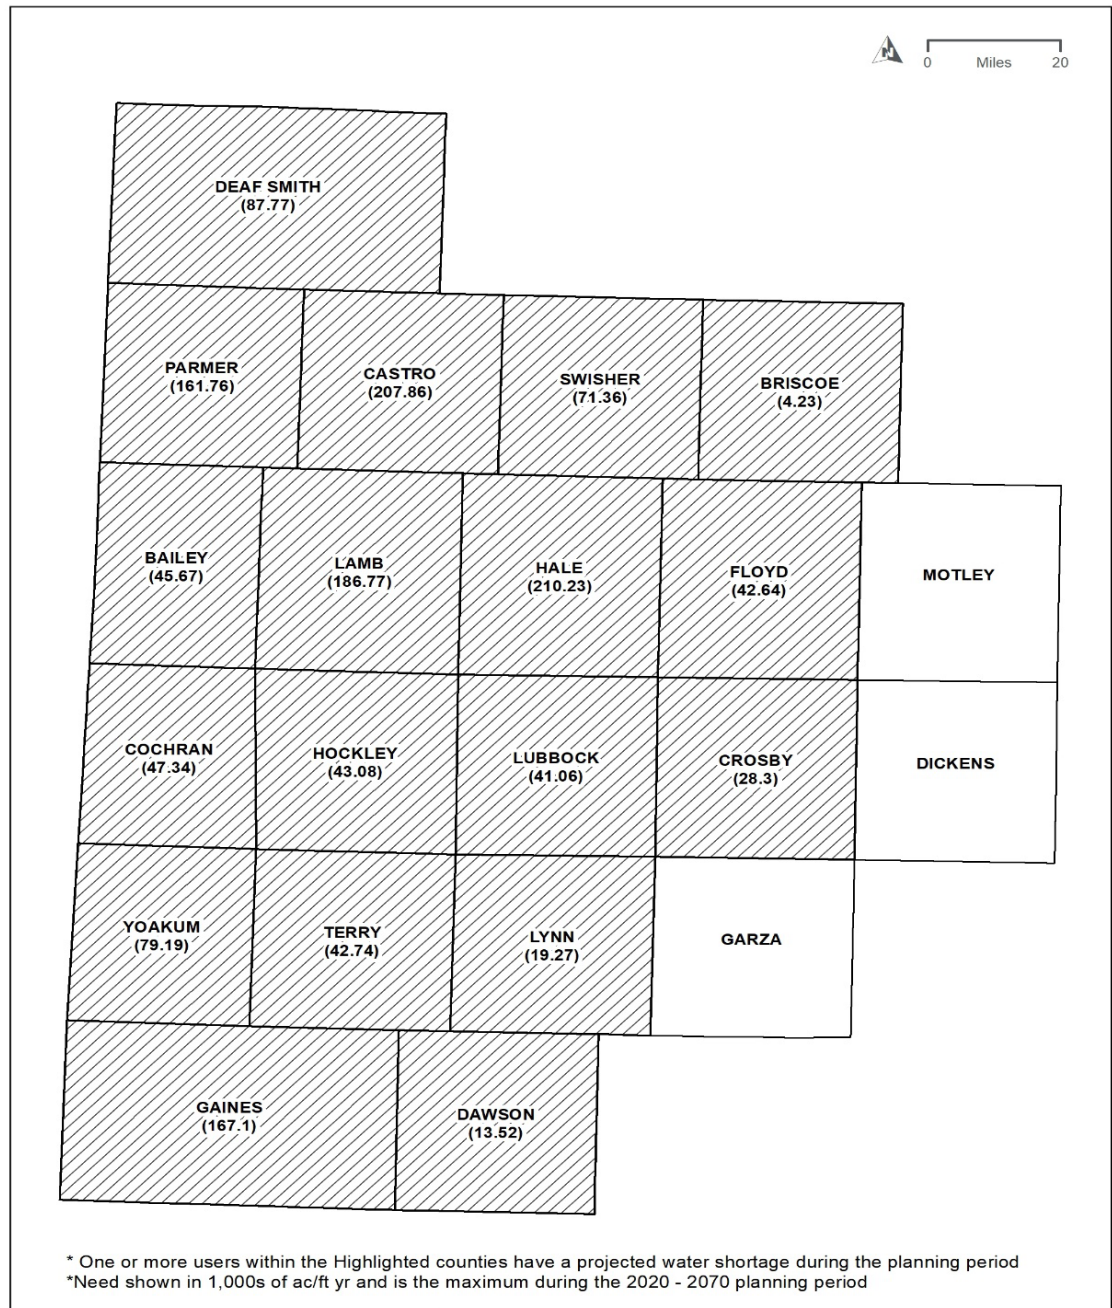 N
0 Miles 20
DEAF SMITH
(87.77)
PARMER
(161.76)
CASTRO
(207.86)
SWISHER
(71.36)
BRISCOE
(4.23)
BAILEY
(45.67)
LAMB
(186.77)
HALE
(210.23)
FLOYD
(42.64)
MOTLEY
COCHRAN
(47.34)
HOCKLEY
(43.08)
LUBBOCK
(41.06)
CROSBY
(28.3)
DICKENS
YOAKUM
(79.19)
TERRY
(42.74)
LYNN
(19.27)
GARZA
GAINES
(167.1)
DAWSON
(13.52)
* One or more users within the Highlighted counties have a projected water shortage during the planning period
*Need shown in 1,000s of ac/ft yr and is the maximum during the 2020 - 2070 planning period